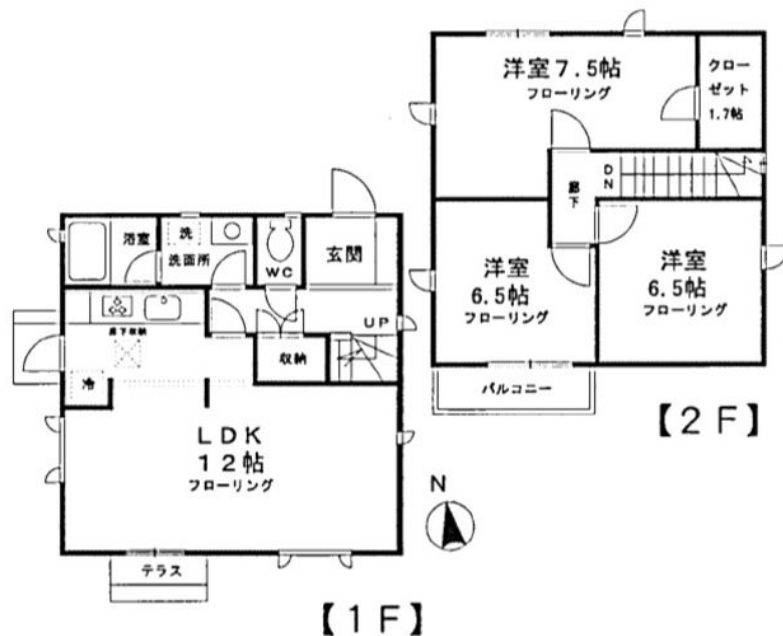 洋室7.5帖
フローリング
クロー
ゼット
1.7帖
DN
廊下
洋室
6.5帖
フローリング
洋室
6.5帖
フローリング
バルコニー
【2F】
浴室
洗
洗面所
WC
玄関
UP
床下収納
収納
冷
LDK
12帖
フローリング
テラス
N
【1F】